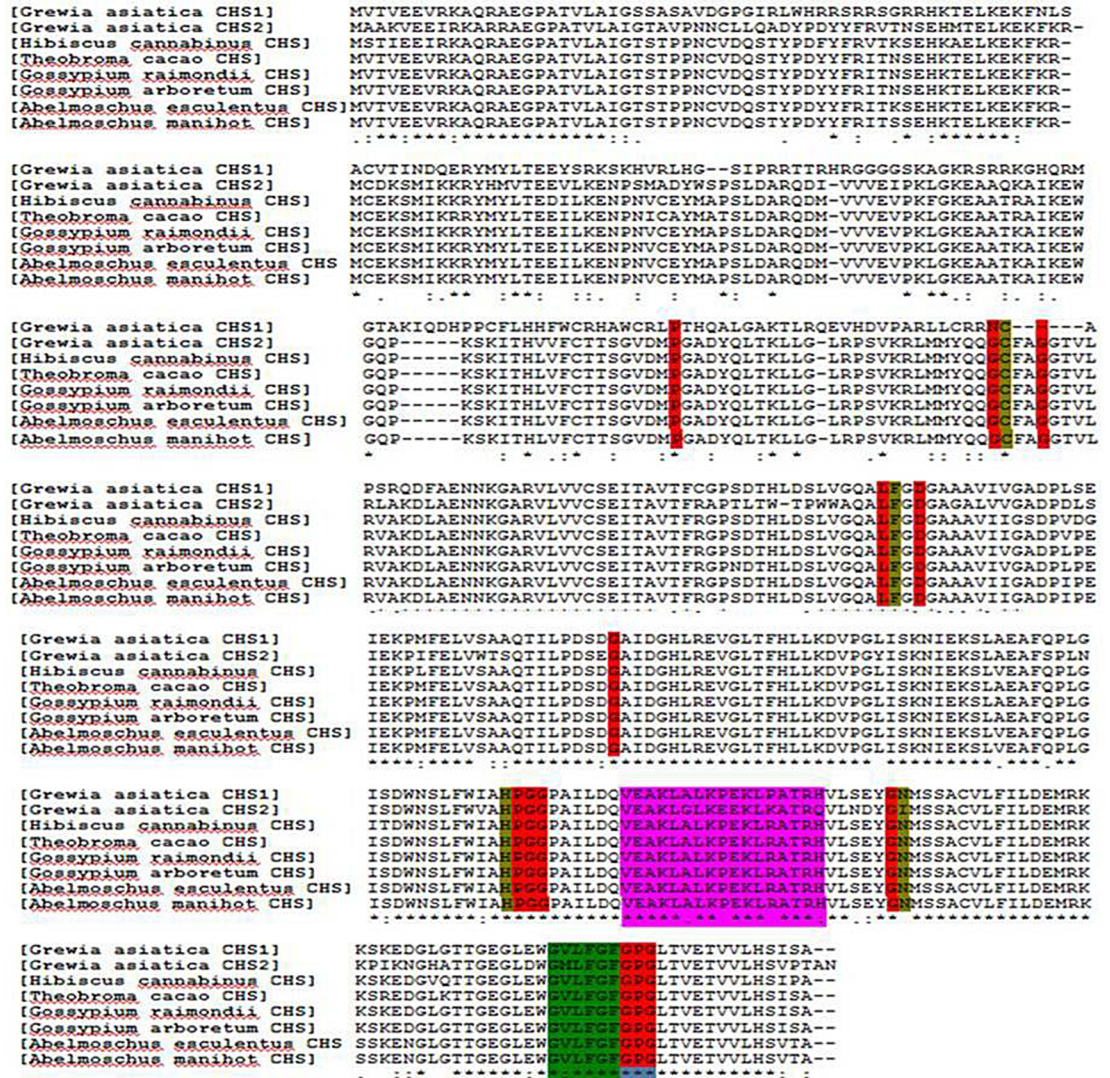 [Grewia asiatica CHS1] MVTVEEVRKAQRAEGPATVLAIGSSASAVDGPGIRLWHRRSRRSGRRHKTELKEKFNLS
[Grewia asiatica CHS2] MAAKVEEIRKARRAEGPATVLAIGTAVPNNCLLQADYPDYYFRVTNSEHMTELKEKFKR-
[Hibiscus cannabinus CHS] MSTIEEIRKAQRAEGPATVLAIGTSTPPNCVDQSTYPDFYFRVTKSEHKAELKEKFKR-
[Theobroma cacao CHS] MVTVEEVRKAQRAEGPATVLAIGTSTPPNCVDQSTYPDYYFRITNSEHKTELKEKFKR-
[Gossypium raimondii CHS] MVTVEEVRKAQRAEGPATVLAIGTSTPPNCVDQSTYPDYYFRITNSEHKTELKEKFKR-
[Gossypium arboretum CHS] MVTVEEVRKAQRAEGPATVLAIGTSTPPNCVDQSTYPDYYFRITNSEHKTELKEKFKR-
[Abelmoschus esculentus CHS] MVTVEEVRKAQRAEGPATVLAIGTSTPPNCVDQSTYPDYYFRITKSEHKTELKEKFKR-
[Abelmoschus manihot CHS] MVTVEEVRKAQRAEGPATVLAIGTSTPPNCVDQSTYPDYYFRITKSEHKTELKEKFKR-
[Grewia asiatica CHS1] ACVTINDQERYMYLTEEYSRKSKHVRLHG--SIPRRTTRHRGGGGSKAGKRSRRKGHQRM
[Grewia asiatica CHS2] MCDKSMIKKRYHMVTEEVLKENPSMADYWSPSLDARQDI-VVVEIPKLGKEAAQKAIKEW
[Hibiscus cannabinus CHS] MCEKSMIKKRYMYLTEDILKENPNVCEYMAPSLDARQDM-VVVEVPKFGKEAATRAIKEW
[Theobroma cacao CHS] MCEKSMIKRRYMYLTEEILKENPNICAYMATSLDARQDM-VVVEVPKLGKEAATKAIKEW
[Gossypium raimondii CHS] MCEKSMIKKRYMYLTEEILKENPNVCEYMAPSLDARQDM-VVVEVPKLGKEAATKAIKEW
[Gossypium arboretum CHS] MCEKSMIKKRYMYLTEEILKENPNVCEYMAPSLDARQDM-VVVEVPKLGKEAATKAIKEW
[Abelmoschus esculentus CHS MCEKSMIKKRYMYLTEEILKENPNVCEYMAPSLDARQDM-VVVEVPKLGKEAATKAIKEW
[Abelmoschus manihot CHS] MCEKSMIKKRYMYLTEEILKENPNVCEYMAPSLDARQDM-VVVEVPKLGKEAATKAIKEW
[Grewia asiatica CHS1] GTAKIQDHPPCFLHHFWCRHAWCRLPTHQALGAKTLRQEVHDVPARLLCRRNC--H---A
[Grewia asiatica CHS2] GQP-----KSKITHVVFCTTSGVDMPGADYQLTKLLG-LRPSVKRLMMYQQGCFAGGTVL
[Hibiscus cannabinus CHS] GQP-----KSKITHLVFCTTSGVDMPGADYQLTKLLG-LRPSVKRLMMYQQGCFAGGTVL
[Theobroma cacao CHS] GQP-----KSKITHLVFCTTSGVDMPGADYQLTKLLG-LRPSVKRLMMYQQGCFAGGTVL
[Gossypium raimondii CHS] GQP-----KSKITHLVFCTTSGVDMPGADYQLTKLLG-LRPSVKRLMMYQQGCFAGGTVL
[Gossypium arboretum CHS] GQP-----KSKITHLVFCTTSGVDMPGADYQLTKLLG-LRPSVKRLMMYQQGCFAGGTVL
[Abelmoschus esculentus CHS] GQP-----KSKITHLVFCTTSGVDMPGADYQLTKLLG-LRPSVKRLMMYQQGCFAGGTVL
[Abelmoschus manihot CHS] GQP-----KSKITHLVFCTTSGVDMPGADYQLTKLLG-LRPSVKRLMMYQQGCFAGGTVL
[Grewia asiatica CHS1] PSRQDFAENNKGARVLVVCSEITAVTFCGPSDTHLDSLVGQALFGDGAAAVIVGADPLSE
[Grewia asiatica CHS2] RLAKDLAENNKGARVLVVCSEITAVTFRAPTLTW-TPWWAQALFGDGAGALVVGADPDLS
[Hibiscus cannabinus CHS] RVAKDLAENNKGARVLVVCSEITAVTFRGPSDTHLDSLVGQALFGDGAAAVIIGSDPVDG
[Theobroma cacao CHS] RVAKDLAENNKGARVLVVCSEITAVTFRGPSDTHLDSLVGQALFGDGAAAVIVGADPVPE
[Gossypium raimondii CHS] RVAKDLAENNKGARVLVVCSEITAVTFRGPSDTHLDSLVGQALFGDGAAAVIVGADPLPE
[Gossypium arboretum CHS] RVAKDLAENNKGARVLVVCSEITAVTFRGPNDTHLDSLVGQALFGDGAAAVIVGADPLPE
[Abelmoschus esculentus CHS] RVAKDLAENNKGARVLVVCSEITAVTFRGPSDTHLDSLVGQALFGDGAAAVIIGADPIPE
[Abelmoschus manihot CHS] RVAKDLAENNKGARVLVVCSEITAVTFRGPSDTHLDSLVGQALFGDGAAAVIIGADPIPE
[Grewia asiatica CHS1] IEKPMFELVSAAQTILPDSDGAIDGHLREVGLTFHLLKDVPGLISKNIEKSLAEAFQPLG
[Grewia asiatica CHS2] IEKPIFELVWTSQTILPDSEGAIDGHLREVGLTFHLLKDVPGYISKNIEKSLAEAFSPLN
[Hibiscus cannabinus CHS] IEKPLFELVSAAQTILPDSDGAIDGHLREVGLTFHLLKDVPGLISKNIEKSLVEAFQPLG
[Theobroma cacao CHS] IEKPMFELVSAAQTILPDSDGAIDGHLREVGLTFHLLKDVPGLISKNIEKSLAEAFQPLG
[Gossypium raimondii CHS] IEKPMFELVSAAQTILPDSDGAIDGHLREVGLTFHLLKDVPGLISKNIEKSLAEAFQPLG
[Gossypium arboretum CHS] IEKPMFELVSAAQTILPDSDGAIDGHLREVGLTFHLLKDVPGLISKNIEKSLAEAFQPLG
[Abelmoschus esculentus CHS] IEKPMFELVSAAQTILPDSDGAIDGHLREVGLTFHLLKDVPGLISKNIEKSLVEAFQPLG
[Abelmoschus manihot CHS] IEKPMFELVSAAQTILPDSDGAIDGHLREVGLTFHLLKDVPGLISKNIEKSLVEAFQPLG
[Grewia asiatica CHS1] ISDWNSLFWIAHPGGPAILDQVEAKLALKPEKLPATRHVLSEYGNMSSACVLFILDEMRK
[Grewia asiatica CHS2] ISDWNSLFWVAHPGGPAILDQVEAKLGLKEEKLKATRQVLNDYGNMSSACVLFILDEMRK
[Hibiscus cannabinus CHS] ITDWNSLFWIAHPGGPAILDQVEAKLALKPEKLRATRHVLSEYGNMSSACVLFILDEMRK
[Theobroma cacao CHS] ISDWNSLFWIAHPGGPAILDQVEAKLALKPEKLRATRHVLSEYGNMSSACVLFILDEMRK
[Gossypium raimondii CHS] ISDWNSLFWIAHPGGPAILDQVEAKLALKPEKLRATRHVLSEYGNMSSACVLFILDEMRK
[Gossypium arboretum CHS] ISDWNSLFWIAHPGGPAILDQVEAKLALKPEKLRATRHVLSEYGNMSSACVLFILDEMRK
[Abelmoschus esculentus CHS] ISDWNSLFWIAHPGGPAILDQVEAKLALKPEKLRATRHVLSEYGNMSSACVLFILDEMRK
[Abelmoschus manihot CHS] ISDWNSLFWIAHPGGPAILDQVEAKLALKPEKLRATRHVLSEYGNMSSACVLFILDEMRK
[Grewia asiatica CHS1] KSKEDGLGTTGEGLEWGVLFGFGPGLTVETVVLHSISA--
[Grewia asiatica CHS2] KPIKNGHATTGEGLDWGMLFGFGPGLTVETVVLHSVPTAN
[Hibiscus cannabinus CHS] KSKEDGVQTTGEGLEWGVLFGFGPGLTVETVVLHSIPA--
[Theobroma cacao CHS] KSREDGLKTTGEGLEWGVLFGFGPGLTVETVVLHSISA--
[Gossypium raimondii CHS] KSKEDGLGTTGEGLEWGVLFGFGPGLTVETVVLHSISA--
[Gossypium arboretum CHS] KSKEDGLGTTGEGLEWGVLFGFGPGLTVETVVLHSISA--
[Abelmoschus esculentus CHS SSKENGLGTTGEGLEWGVLFGFGPGLTVETVVLHSVTA--
[Abelmoschus manihot CHS] SSKENGLGTTGEGLEWGVLFGFGPGLTVETVVLHSVTA--